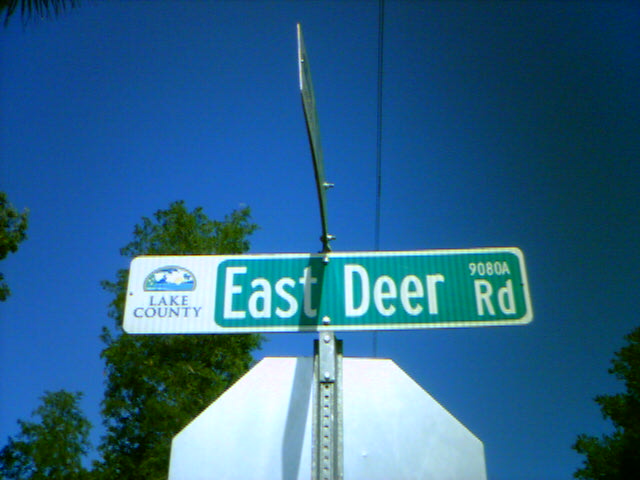 LAKE
COUNTY
East Deer Rd
9080A